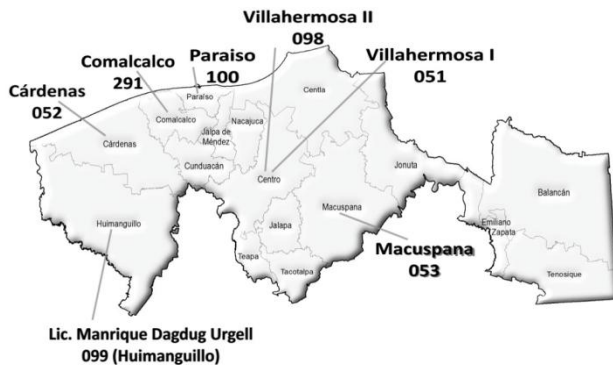 Villahermosa II
098
Villahermosa I
051
Paraiso
100
Comalcalco
291
Cárdenas
052
Paraíso
Centla
Comalcalco
Jalpa de
Méndez
Nacajuca
Cárdenas
Cunduacán
Centro
Jonuta
Balancán
Huimanguillo
Macuspana
Jalapa
Emiliano
Zapata
Teapa
Tacotalpa
Tenosique
Macuspana
053
Lic. Manrique Dagdug Urgell
099 (Huimanguillo)